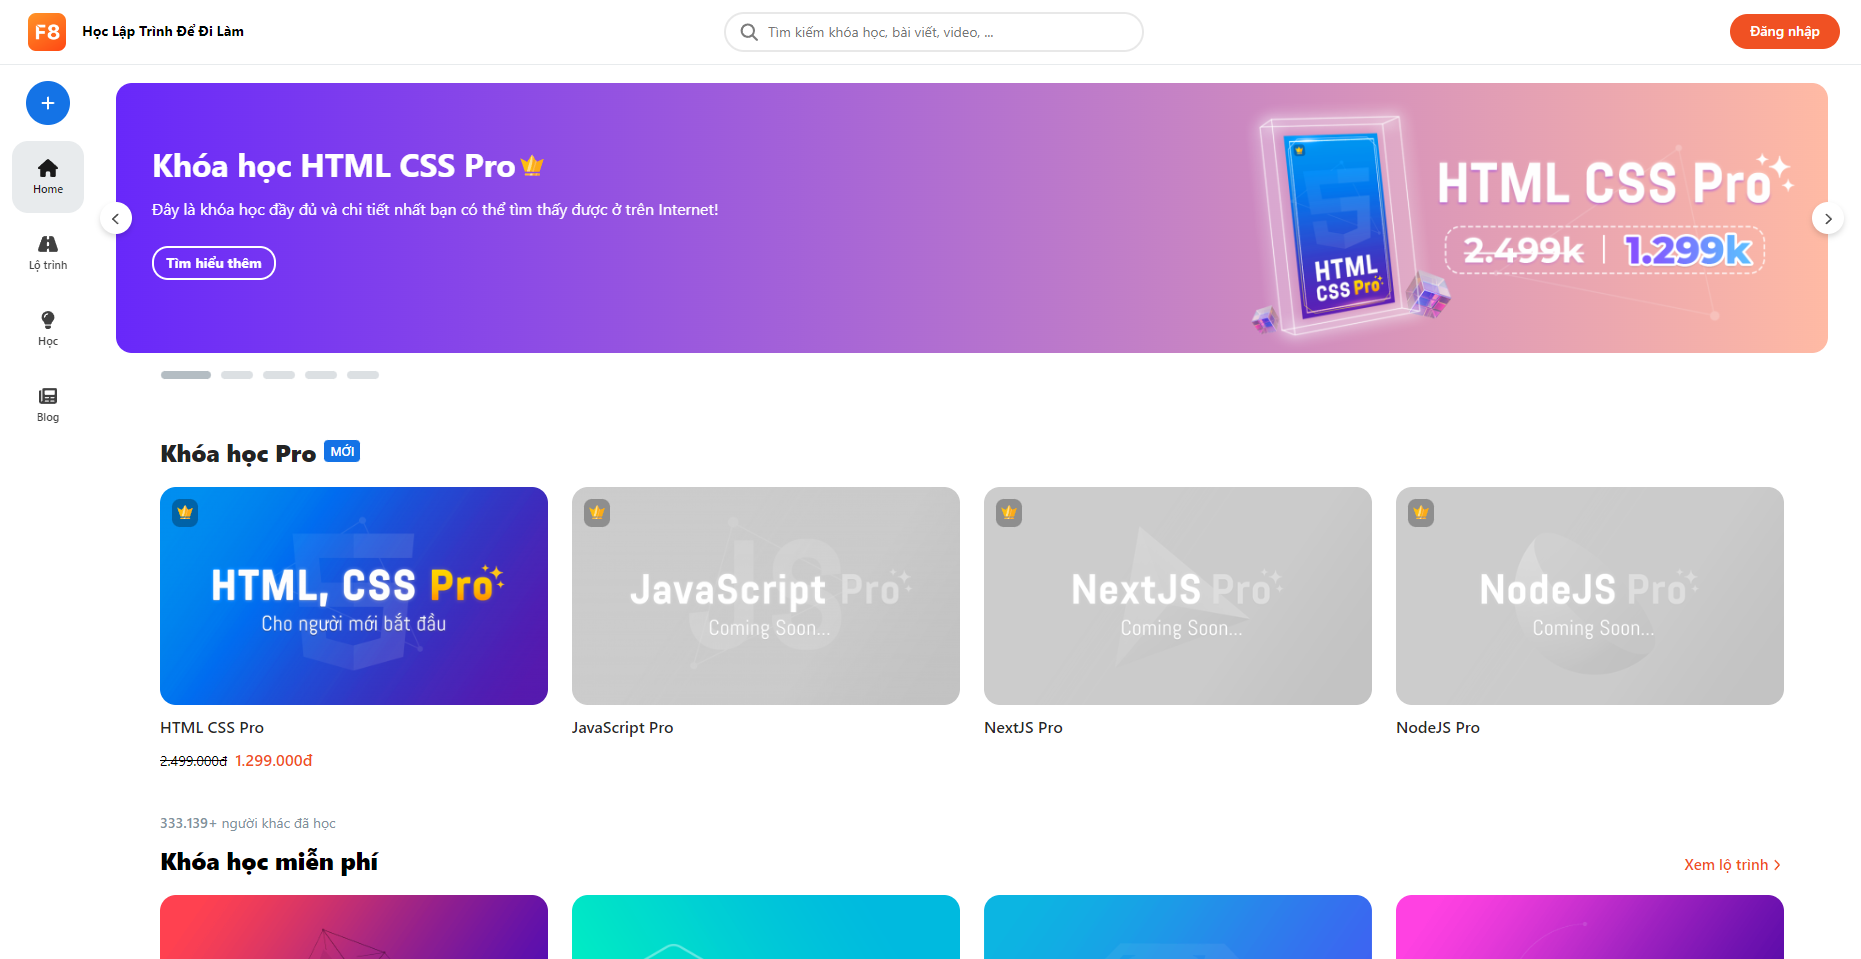 F8 Học Lập Trình Để Đi Làm
Tìm kiếm khóa học, bài viết, video, ...
Đăng nhập
Home
Lộ trình
Học
Blog
Khóa học HTML CSS Pro
Đây là khóa học đầy đủ và chi tiết nhất bạn có thể tìm thấy được ở trên Internet!
Tìm hiểu thêm
HTML
CSS Pro
HTML CSS Pro
2.499k | 1.299k
Khóa học Pro MỚI
HTML, CSS Pro
Cho người mới bắt đầu
JavaScript Pro
Coming Soon...
NextJS Pro
Coming Soon...
NodeJS Pro
Coming Soon...
HTML CSS Pro
2.499.000đ 1.299.000đ
JavaScript Pro
NextJS Pro
NodeJS Pro
333.139+ người khác đã học
Khóa học miễn phí
Xem lộ trình